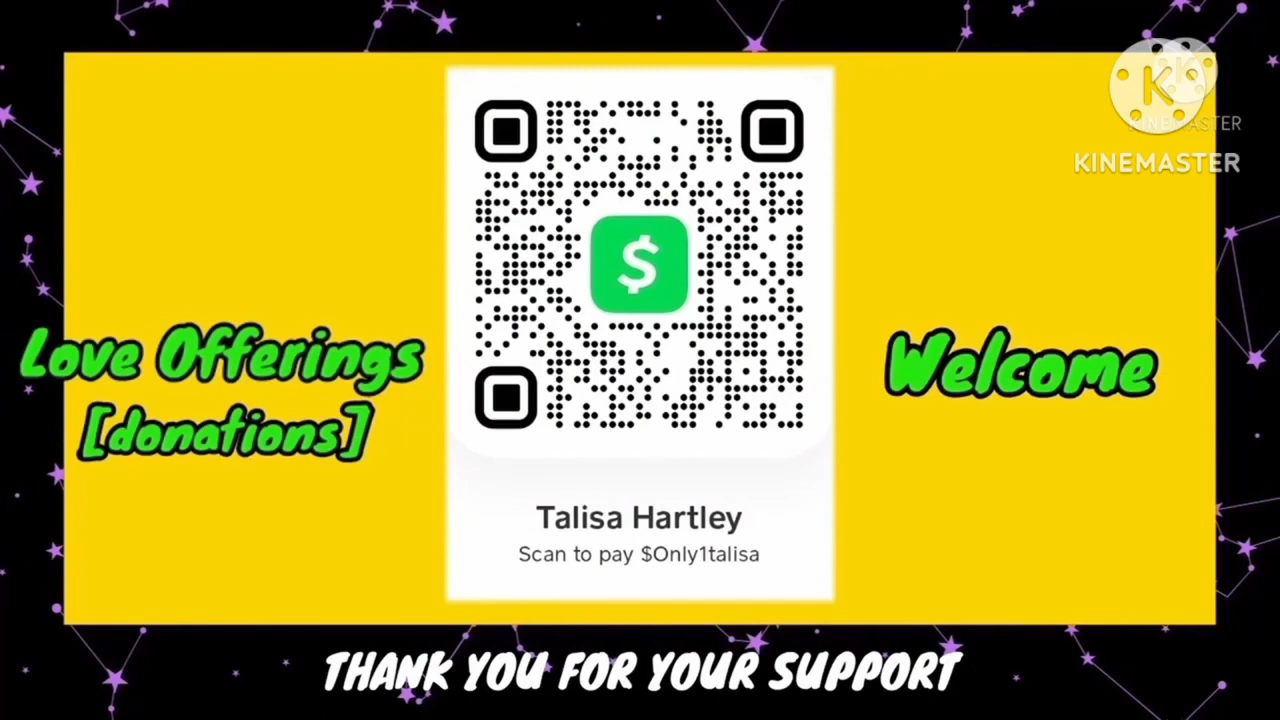 KINEMASTER
KINEMASTER
Love Offerings
[donations]
Welcome
$
Talisa Hartley
Scan to pay $Only1talisa
THANK YOU FOR YOUR SUPPORT